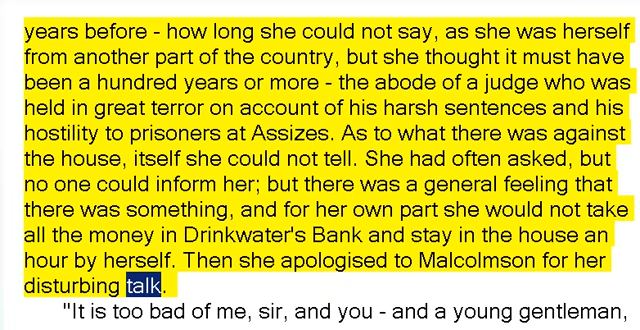 years before - how long she could not say, as she was herself
from another part of the country, but she thought it must have
been a hundred years or more - the abode of a judge who was
held in great terror on account of his harsh sentences and his
hostility to prisoners at Assizes. As to what there was against
the house, itself she could not tell. She had often asked, but
no one could inform her; but there was a general feeling that
there was something, and for her own part she would not take
all the money in Drinkwater's Bank and stay in the house an
hour by herself. Then she apologised to Malcolmson for her
disturbing talk.
"It is too bad of me, sir, and you - and a young gentleman,